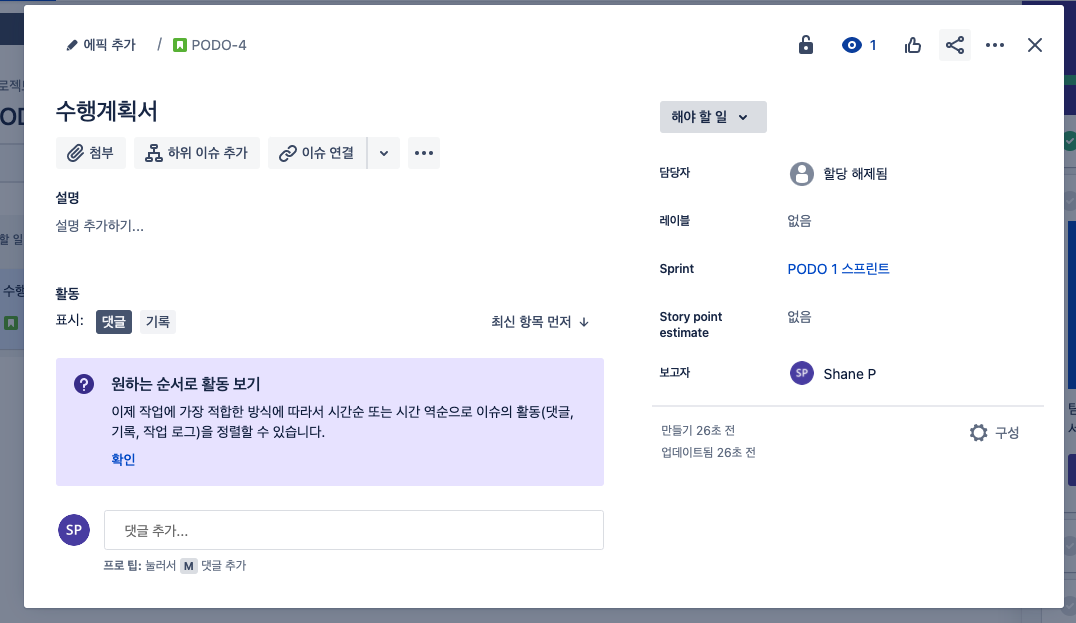 에픽 추가 / PODO-4
1
수행계획서
첨부 하위 이슈 추가 이슈 연결
설명
설명 추가하기...
활동
표시: 댓글 기록 최신 항목 먼저
원하는 순서로 활동 보기
이제 작업에 가장 적합한 방식에 따라서 시간순 또는 시간 역순으로 이슈의 활동(댓글,
기록, 작업 로그)을 정렬할 수 있습니다.
확인
SP 댓글 추가...
프로 팁: 눌러서 M 댓글 추가
해야 할 일
담당자 할당 해제됨
레이블 없음
Sprint PODO 1 스프린트
Story point 없음
estimate
보고자 SP Shane P
만들기 26초 전
업데이트됨 26초 전
구성
할 일
수행